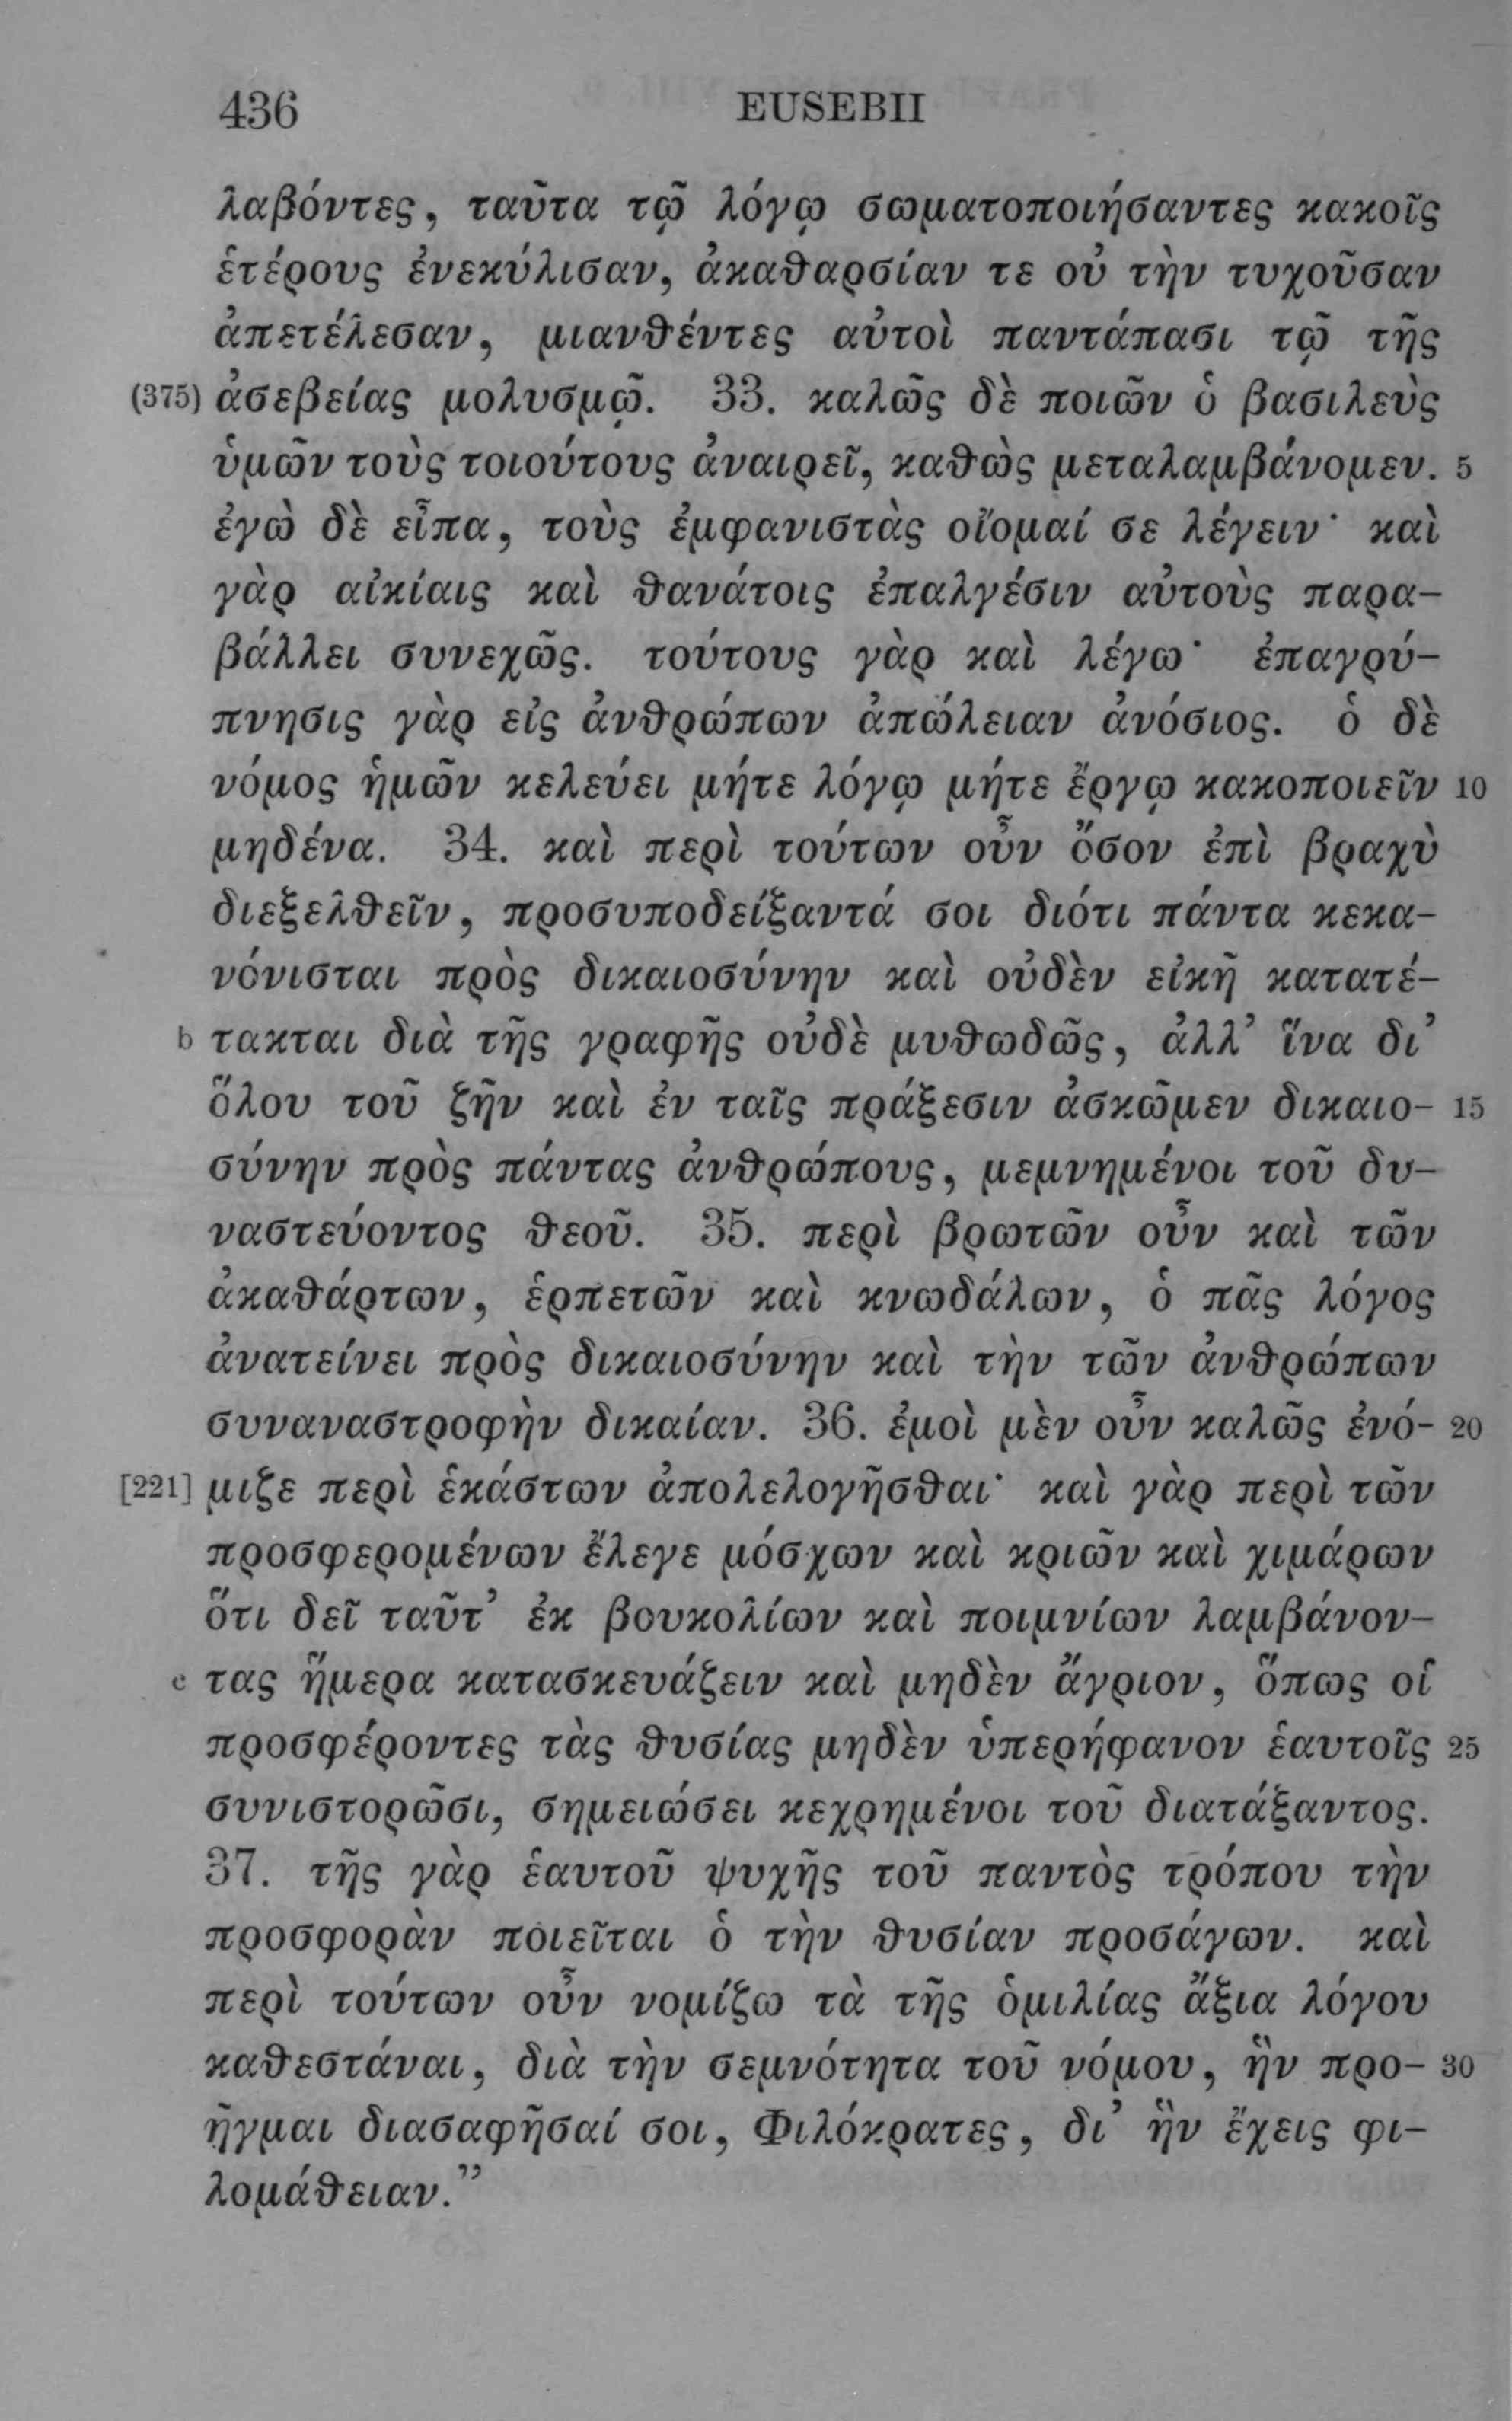 436 EUSEBII
λαβόντες, ταῦτα τῷ λόγῳ σωματοποιήσαντες κακοῖς
ἑτέρους ἐνεκύλισαν, ἀκαθαρσίαν τε οὐ τὴν τυχοῦσαν
ἀπετέλεσαν, μιανθέντες αὐτοὶ παντάπασι τῷ τῆς
(375) ἀσεβείας μολυσμῷ. 33. καλῶς δὲ ποιῶν ὁ βασιλεὺς
ὑμῶν τοὺς τοιούτους ἀναιρεῖ, καθὼς μεταλαμβάνομεν. 5
ἐγὼ δὲ εἶπα, τοὺς ἐμφανιστὰς οἴομαί σε λέγειν· καὶ
γὰρ αἰκίαις καὶ θανάτοις ἐπαλγέσιν αὐτοὺς παρα-
βάλλει συνεχῶς. τούτους γὰρ καὶ λέγω· ἐπαγρύ-
πνησις γὰρ εἰς ἀνθρώπων ἀπώλειαν ἀνόσιος. ὁ δὲ
νόμος ἡμῶν κελεύει μήτε λόγῳ μήτε ἔργῳ κακοποιεῖν 10
μηδένα. 34. καὶ περὶ τούτων οὖν ὅσον ἐπὶ βραχὺ
διεξελθεῖν, προσυποδείξαντά σοι διότι πάντα κεκα-
νόνισται πρὸς δικαιοσύνην καὶ οὐδὲν εἰκῆ κατατέ-
b τακται διὰ τῆς γραφῆς οὐδὲ μυθωδῶς, ἀλλ’ ἵνα δι’
ὅλου τοῦ ζῆν καὶ ἐν ταῖς πράξεσιν ἀσκῶμεν δικαιο- 15
σύνην πρὸς πάντας ἀνθρώπους, μεμνημένοι τοῦ δυ-
ναστεύοντος θεοῦ. 35. περὶ βρωτῶν οὖν καὶ τῶν
ἀκαθάρτων, ἑρπετῶν καὶ κνωδάλων, ὁ πᾶς λόγος
ἀνατείνει πρὸς δικαιοσύνην καὶ τὴν τῶν ἀνθρώπων
συναναστροφὴν δικαίαν. 36. ἐμοὶ μὲν οὖν καλῶς ἐνό- 20
[221] μιζε περὶ ἑκάστων ἀπολελογῆσθαι· καὶ γὰρ περὶ τῶν
προσφερομένων ἔλεγε μόσχων καὶ κριῶν καὶ χιμάρων
ὅτι δεῖ ταῦτ’ ἐκ βουκολίων καὶ ποιμνίων λαμβάνον-
c τας ἥμερα κατασκευάζειν καὶ μηδὲν ἄγριον, ὅπως οἱ
προσφέροντες τὰς θυσίας μηδὲν ὑπερήφανον ἑαυτοῖς 25
συνιστορῶσι, σημειώσει κεχρημένοι τοῦ διατάξαντος.
37. τῆς γὰρ ἑαυτοῦ ψυχῆς τοῦ παντὸς τρόπου τὴν
προσφορὰν ποιεῖται ὁ τὴν θυσίαν προσάγων. καὶ
περὶ τούτων οὖν νομίζω τὰ τῆς ὁμιλίας ἄξια λόγου
καθεστάναι, διὰ τὴν σεμνότητα τοῦ νόμου, ἣν προ- 30
ῆγμαι διασαφῆσαί σοι, Φιλόκρατες, δι’ ἣν ἔχεις φι-
λομάθειαν.”